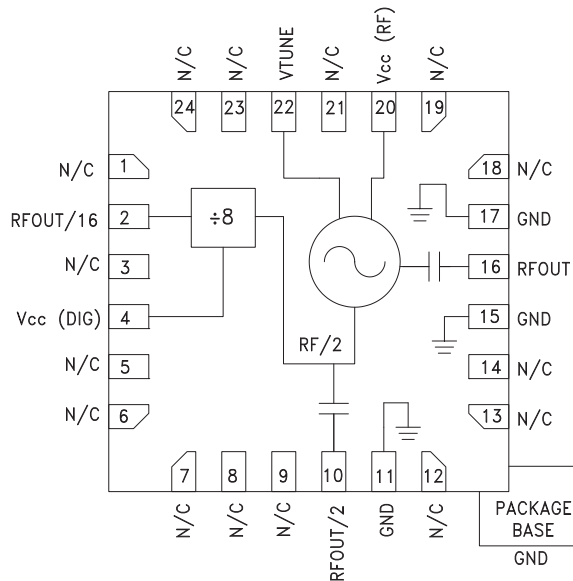 N/C
N/C
VTUNE
N/C
Vcc (RF)
N/C
24
23
22
21
20
19
N/C
1
18
N/C
RFOUT/16
2
÷8
17
GND
N/C
3
16
RFOUT
Vcc (DIG)
4
15
GND
RF/2
N/C
5
14
N/C
N/C
6
13
N/C
7
8
9
10
11
12
N/C
N/C
N/C
RFOUT/2
GND
N/C
PACKAGE
BASE
GND